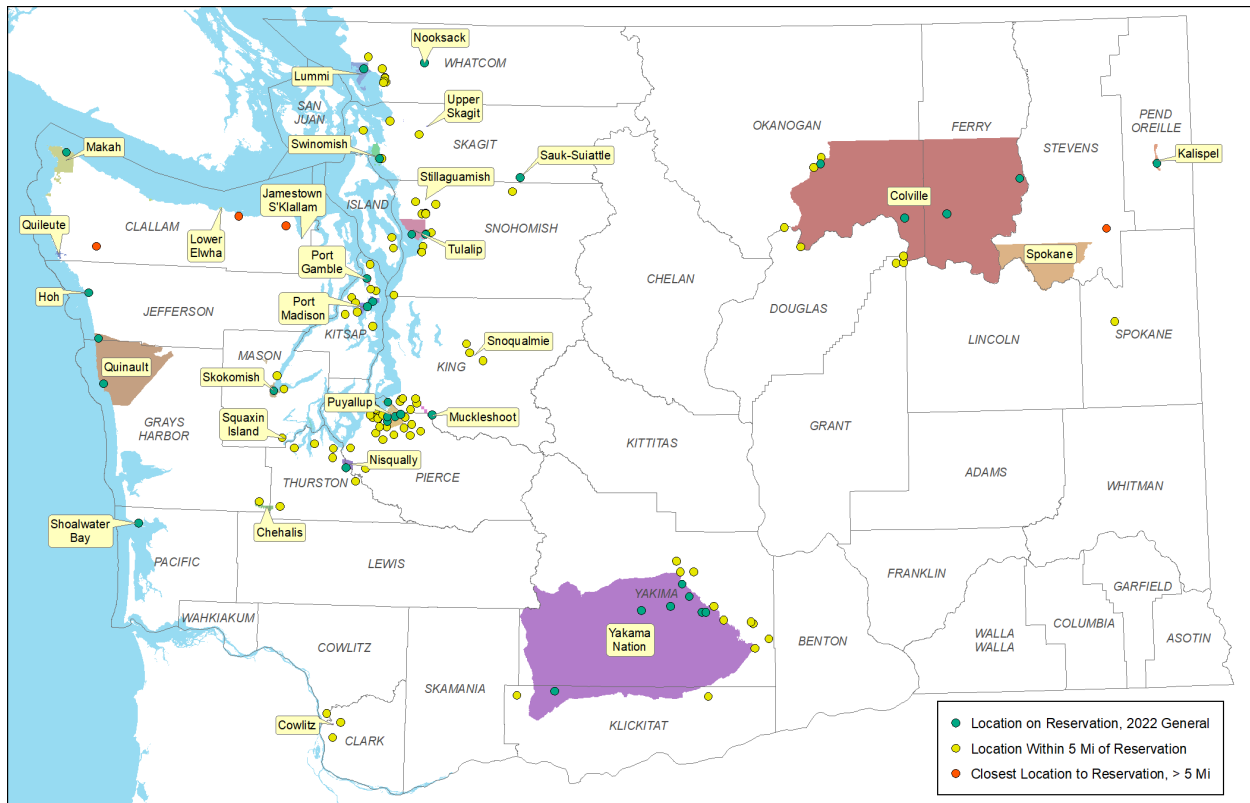 Nooksack
WHATCOM
Lummi
SAN
JUAN
Upper
Skagit
SKAGIT
OKANOGAN
FERRY
STEVENS
PEND
OREILLE
Makah
Swinomish
Sauk-Suiattle
Kalispel
Stillaguamish
Jamestown
S'Klallam
ISLAND
Colville
CLALLAM
Quileute
Lower
Elwha
SNOHOMISH
Tulalip
Port
Gamble
Spokane
CHELAN
Hoh
JEFFERSON
Port
Madison
KITSAP
DOUGLAS
LINCOLN
SPOKANE
MASON
Snoqualmie
KING
Quinault
Skokomish
Puyallup
Muckleshoot
GRAYS
HARBOR
Squaxin
Island
GRANT
KITTITAS
Nisqually
PIERCE
THURSTON
ADAMS
WHITMAN
Shoalwater
Bay
Chehalis
PACIFIC
LEWIS
FRANKLIN
GARFIELD
YAKIMA
WAHKIAKUM
COLUMBIA
Yakama
Nation
BENTON
WALLA
WALLA
ASOTIN
COWLITZ
SKAMANIA
Cowlitz
CLARK
KLICKITAT
Location on Reservation, 2022 General
Location Within 5 Mi of Reservation
Closest Location to Reservation, > 5 Mi